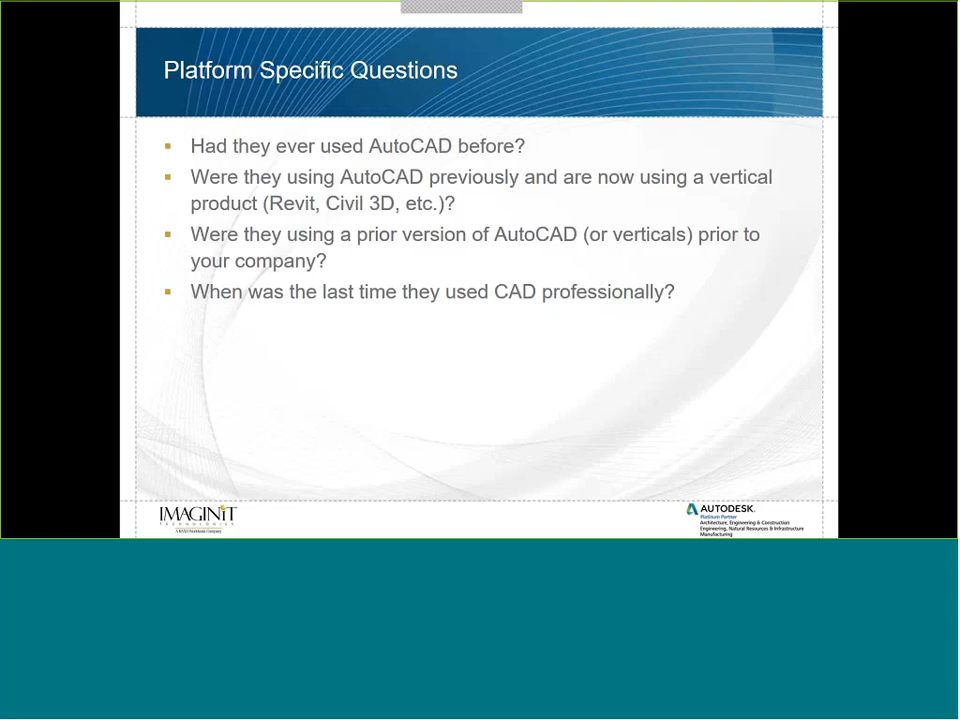 Platform Specific Questions
Had they ever used AutoCAD before?
Were they using AutoCAD previously and are now using a vertical
product (Revit, Civil 3D, etc.)?
Were they using a prior version of AutoCAD (or verticals) prior to
your company?
When was the last time they used CAD professionally?
IMAGINiT
TECHNOLOGIES
AUTODESK.
Platinum Partner
Architecture, Engineering & Construction
Engineering, Natural Resources & Infrastructure
Manufacturing